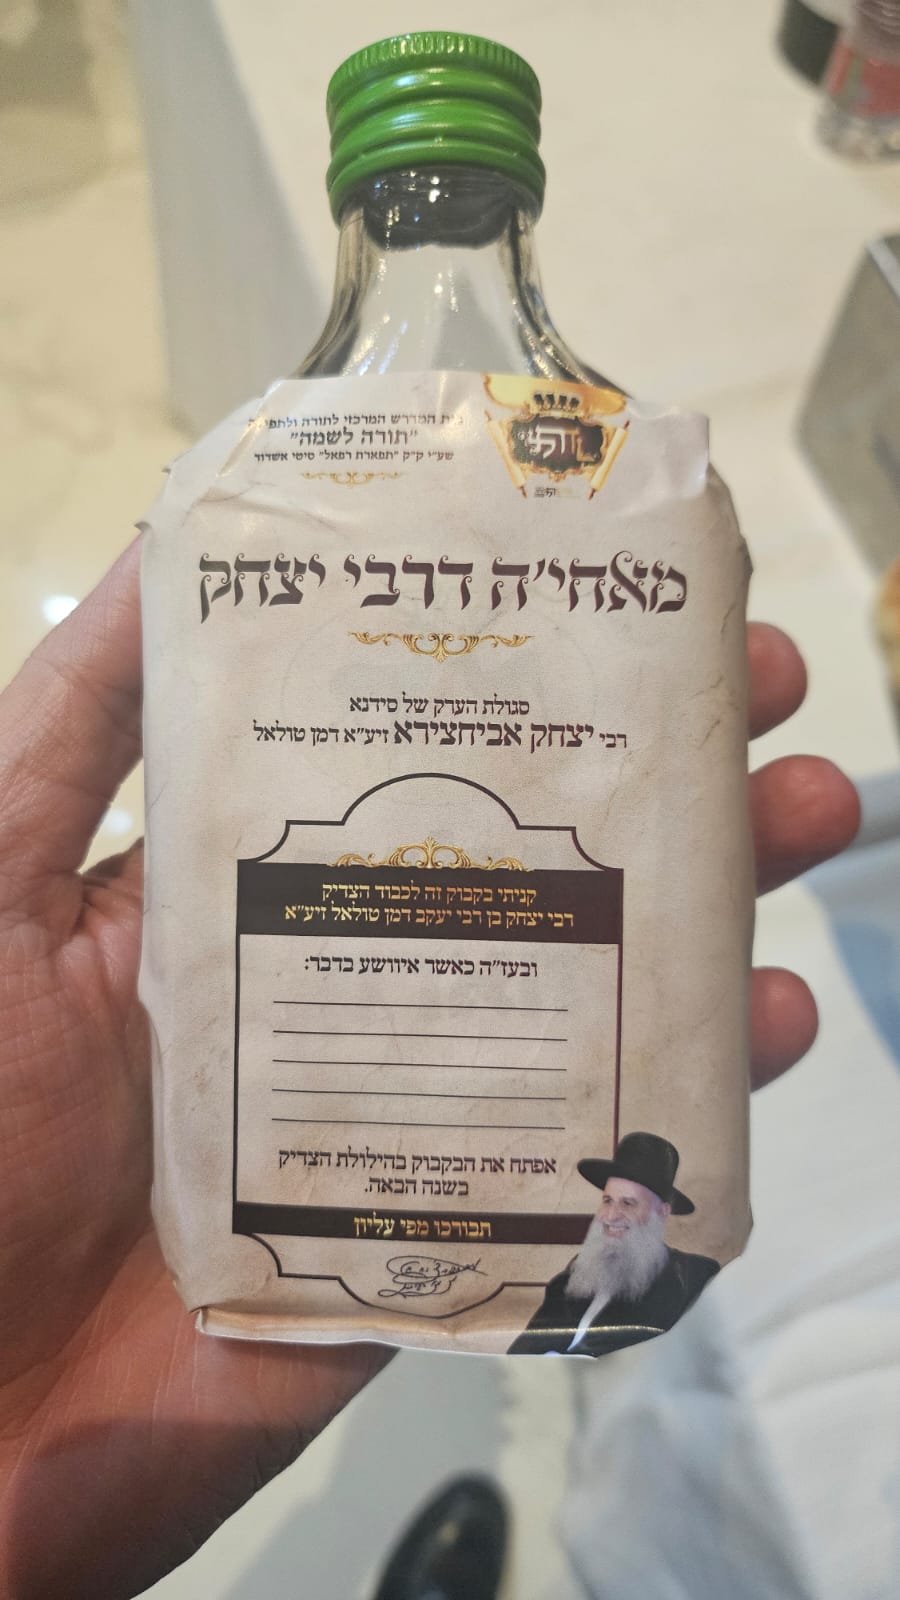 בית המדרש המרכזי לתורה ולתפילה
"תורה לשמה"
שע"י ק"ק "תפארת רפאל" סיטי אשדוד
מאחי'ה דרבי יצחק
סגולת הערק של סידנא
רבי יצחק אביחצירא זיע"א דמן טולאל
קניתי בקבוק זה לכבוד הצדיק
רבי יצחק בן רבי יעקב דמן טולאל זיע"א
ובעז"ה כאשר איוושע בדבר:
אפתח את הבקבוק בהילולת הצדיק
בשנה הבאה.
תבורכו מפי עליון